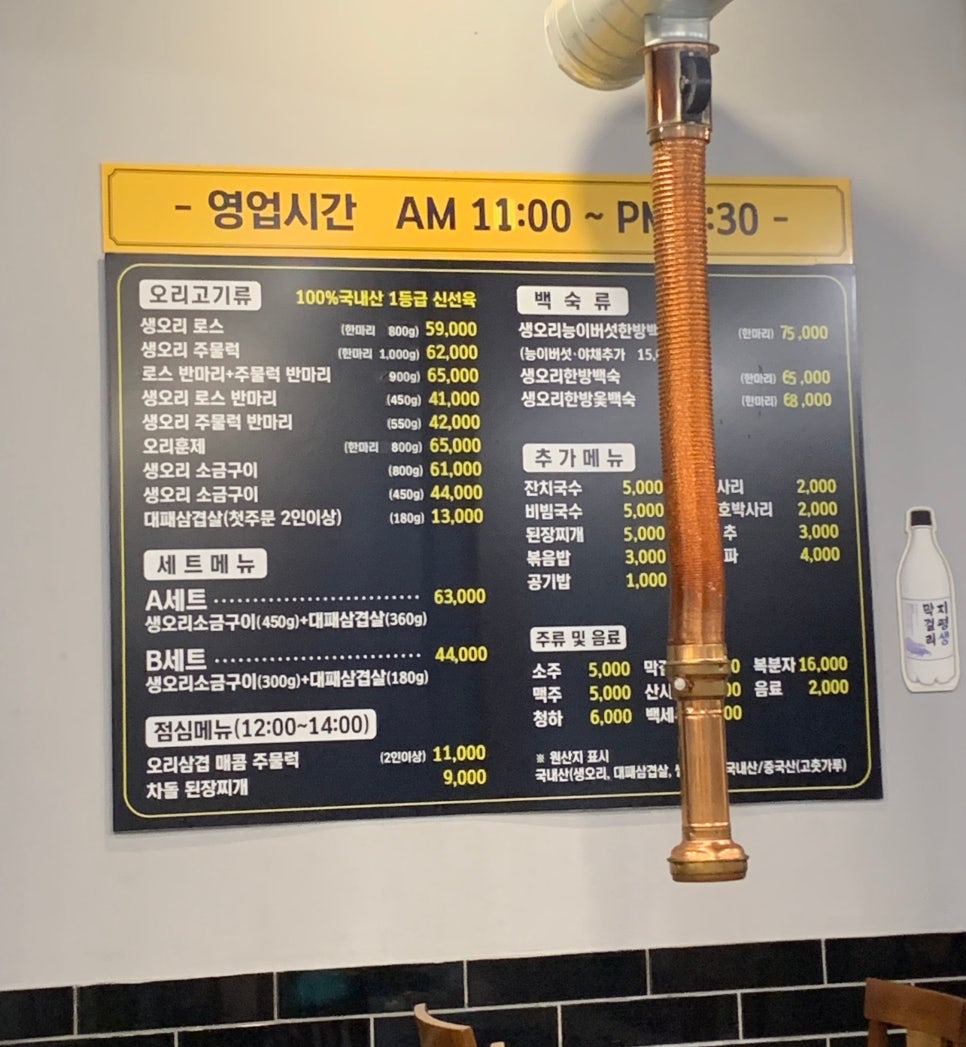 - 영업시간 AM 11:00 ~ :30 -
오리고기류 100%국내산 1등급 신선육
생오리 로스 (한마리 800g) 59,000
생오리 주물럭 (한마리 1,000g) 62,000
로스 반마리+주물럭 반마리 900g) 65,000
생오리 로스 반마리 (450g) 41,000
생오리 주물럭 반마리 (550g) 42,000
오리훈제 (한마리 800g) 65,000
생오리 소금구이 (800g) 61,000
생오리 소금구이 (450g) 44,000
대패삼겹살(첫주문 2인이상) (180g) 13,000
세트메뉴
A세트 63,000
생오리소금구이(450g)+대패삼겹살(360g)
B세트 44,000
생오리소금구이(300g)+대패삼겹살(180g)
점심메뉴(12:00~14:00)
오리삼겹 매콤 주물럭 (2인이상) 11,000
차돌 된장찌개 9,000
백숙류
생오리능이버섯한방 (한마리) 75,000
(능이버섯·야채추가
생오리한방백숙 (한마리) 65,000
생오리한방옻백숙 (한마리) 68,000
추가메뉴
잔치국수 5,000 사리 2,000
비빔국수 5,000 호박사리 2,000
된장찌개 5,000 추 3,000
볶음밥 3,000 파 4,000
공기밥 1,000
주류 및 음료
소주 5,000 복분자 16,000
맥주 5,000 음료 2,000
청하 6,000
※ 원산지 표시
국내산(생오리, 대패삼겹살, 국내산/중국산(고춧가루)
지평생
막걸리